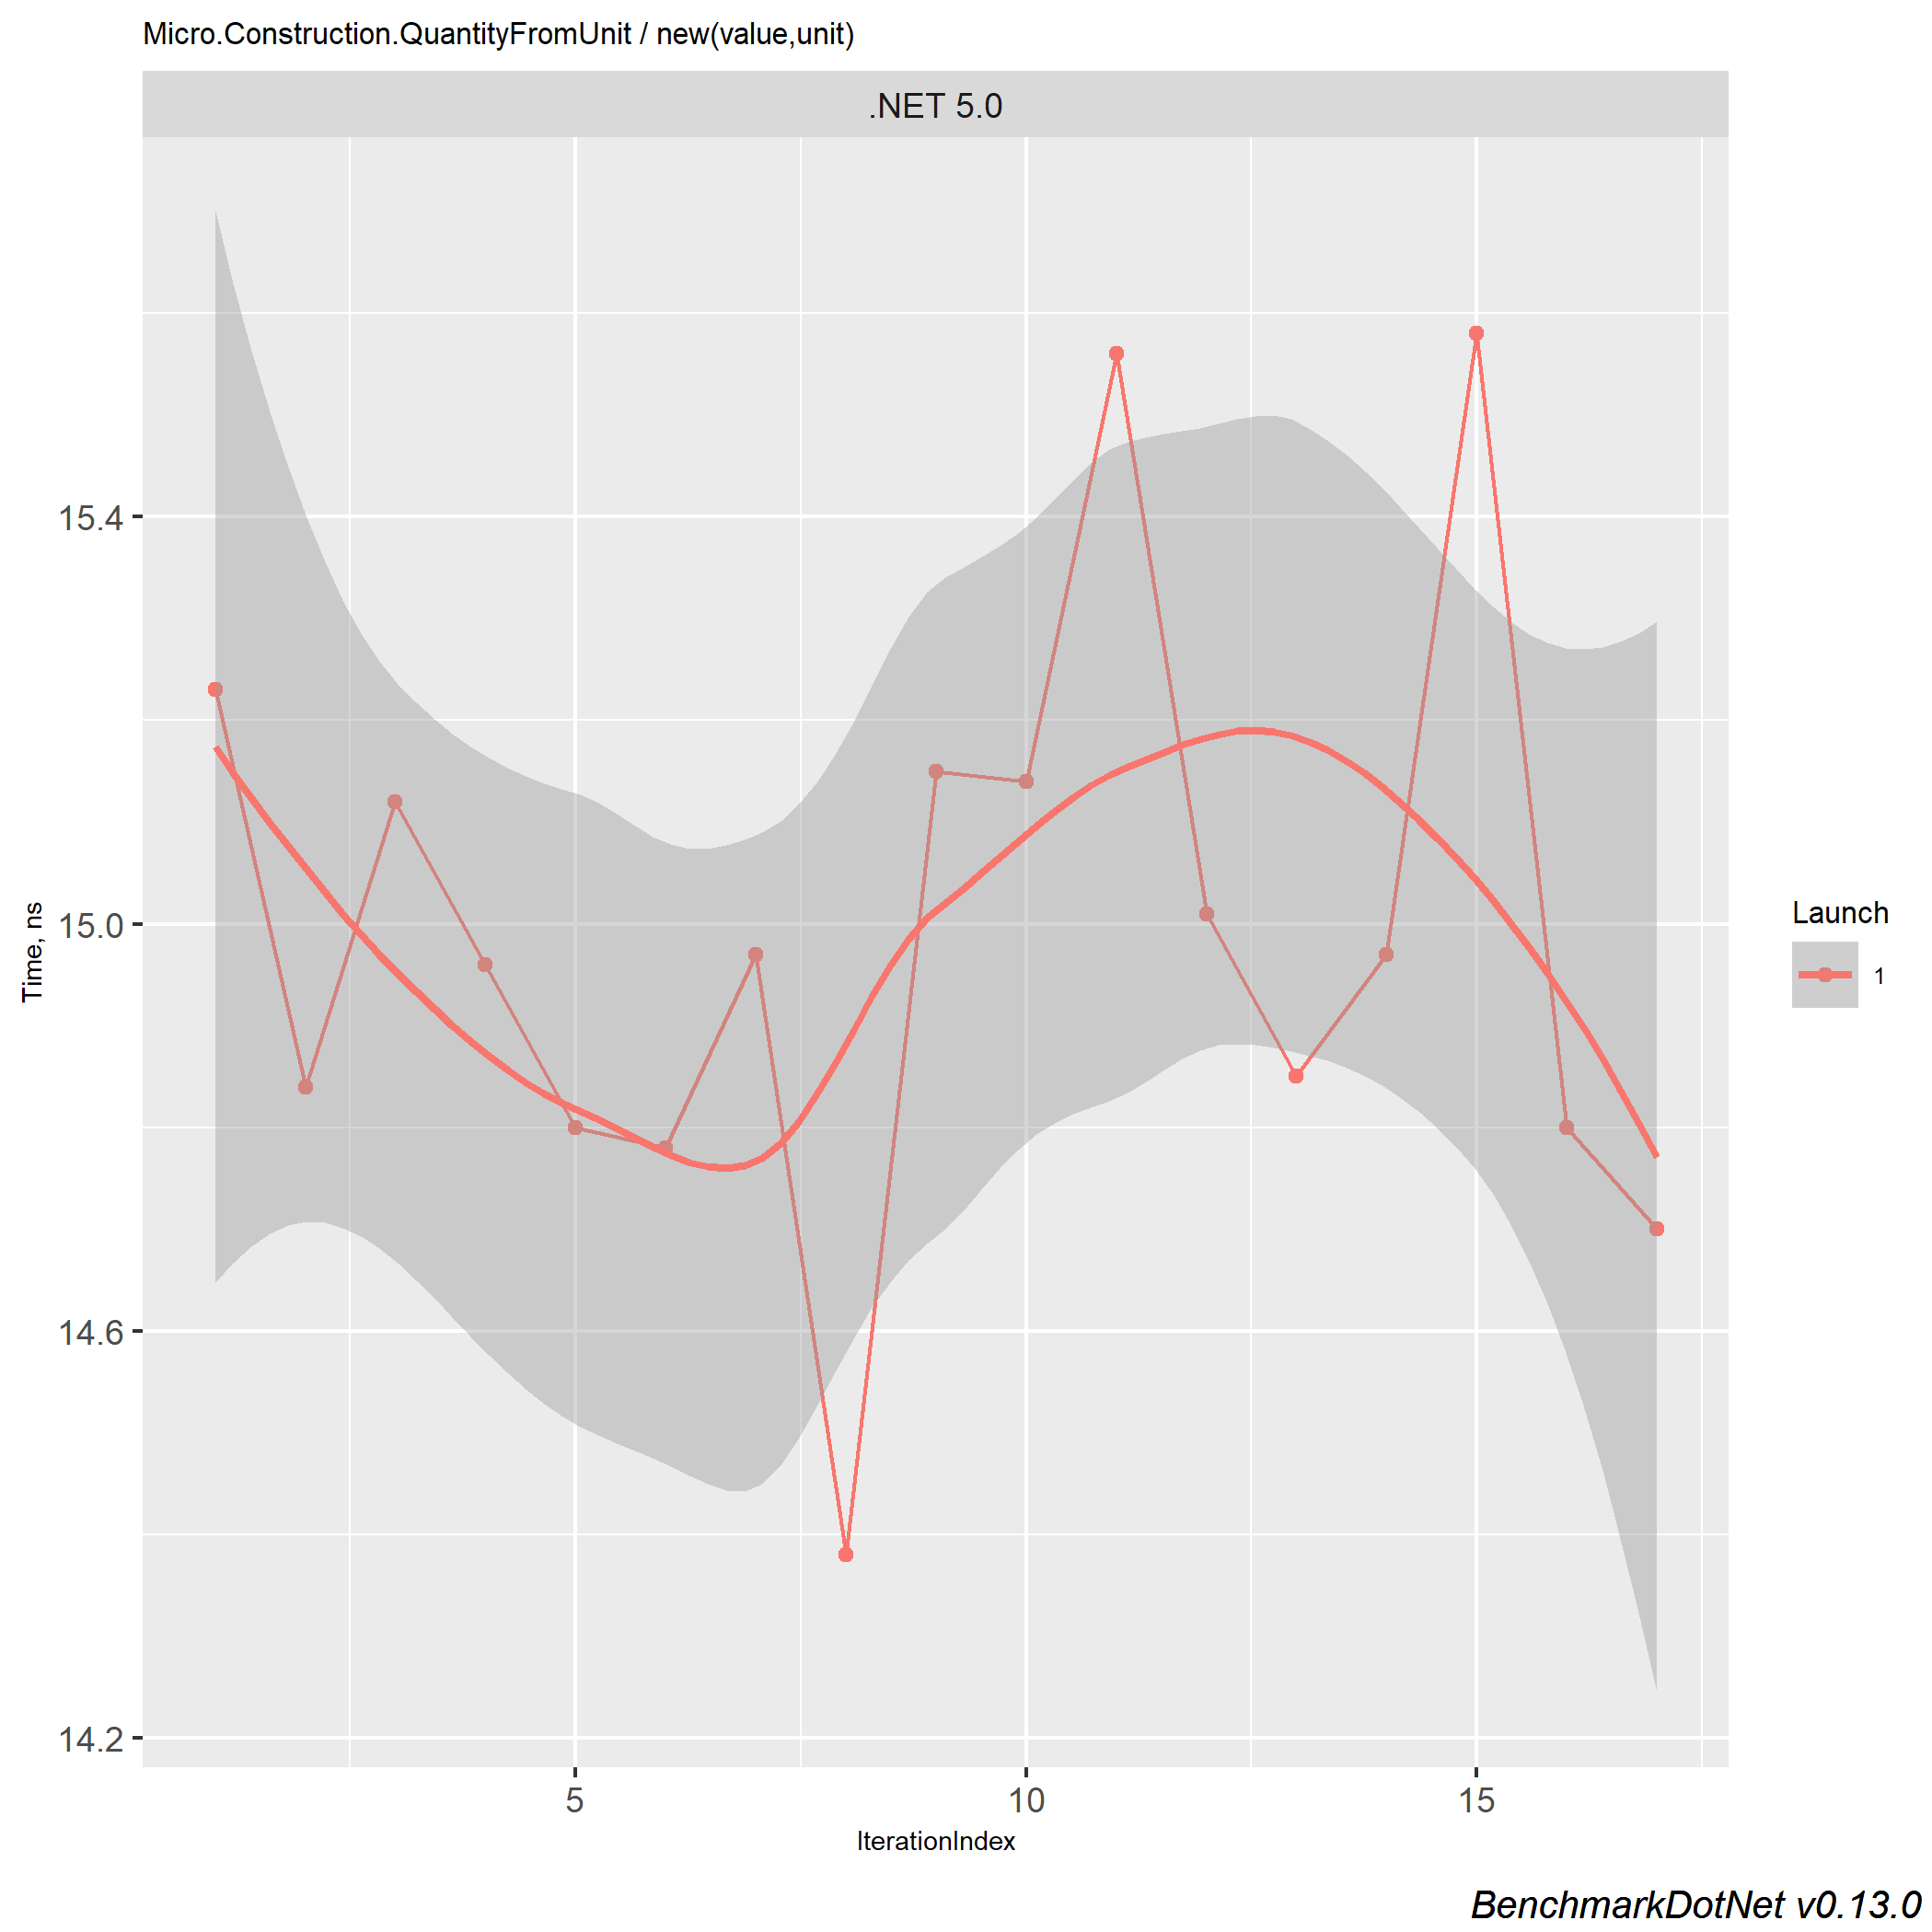 Micro.Construction.QuantityFromUnit / new(value,unit)
.NET 5.0
15.4
15.0
14.6
14.2
Time, ns
5 10 15
IterationIndex
Launch
1
BenchmarkDotNet v0.13.0